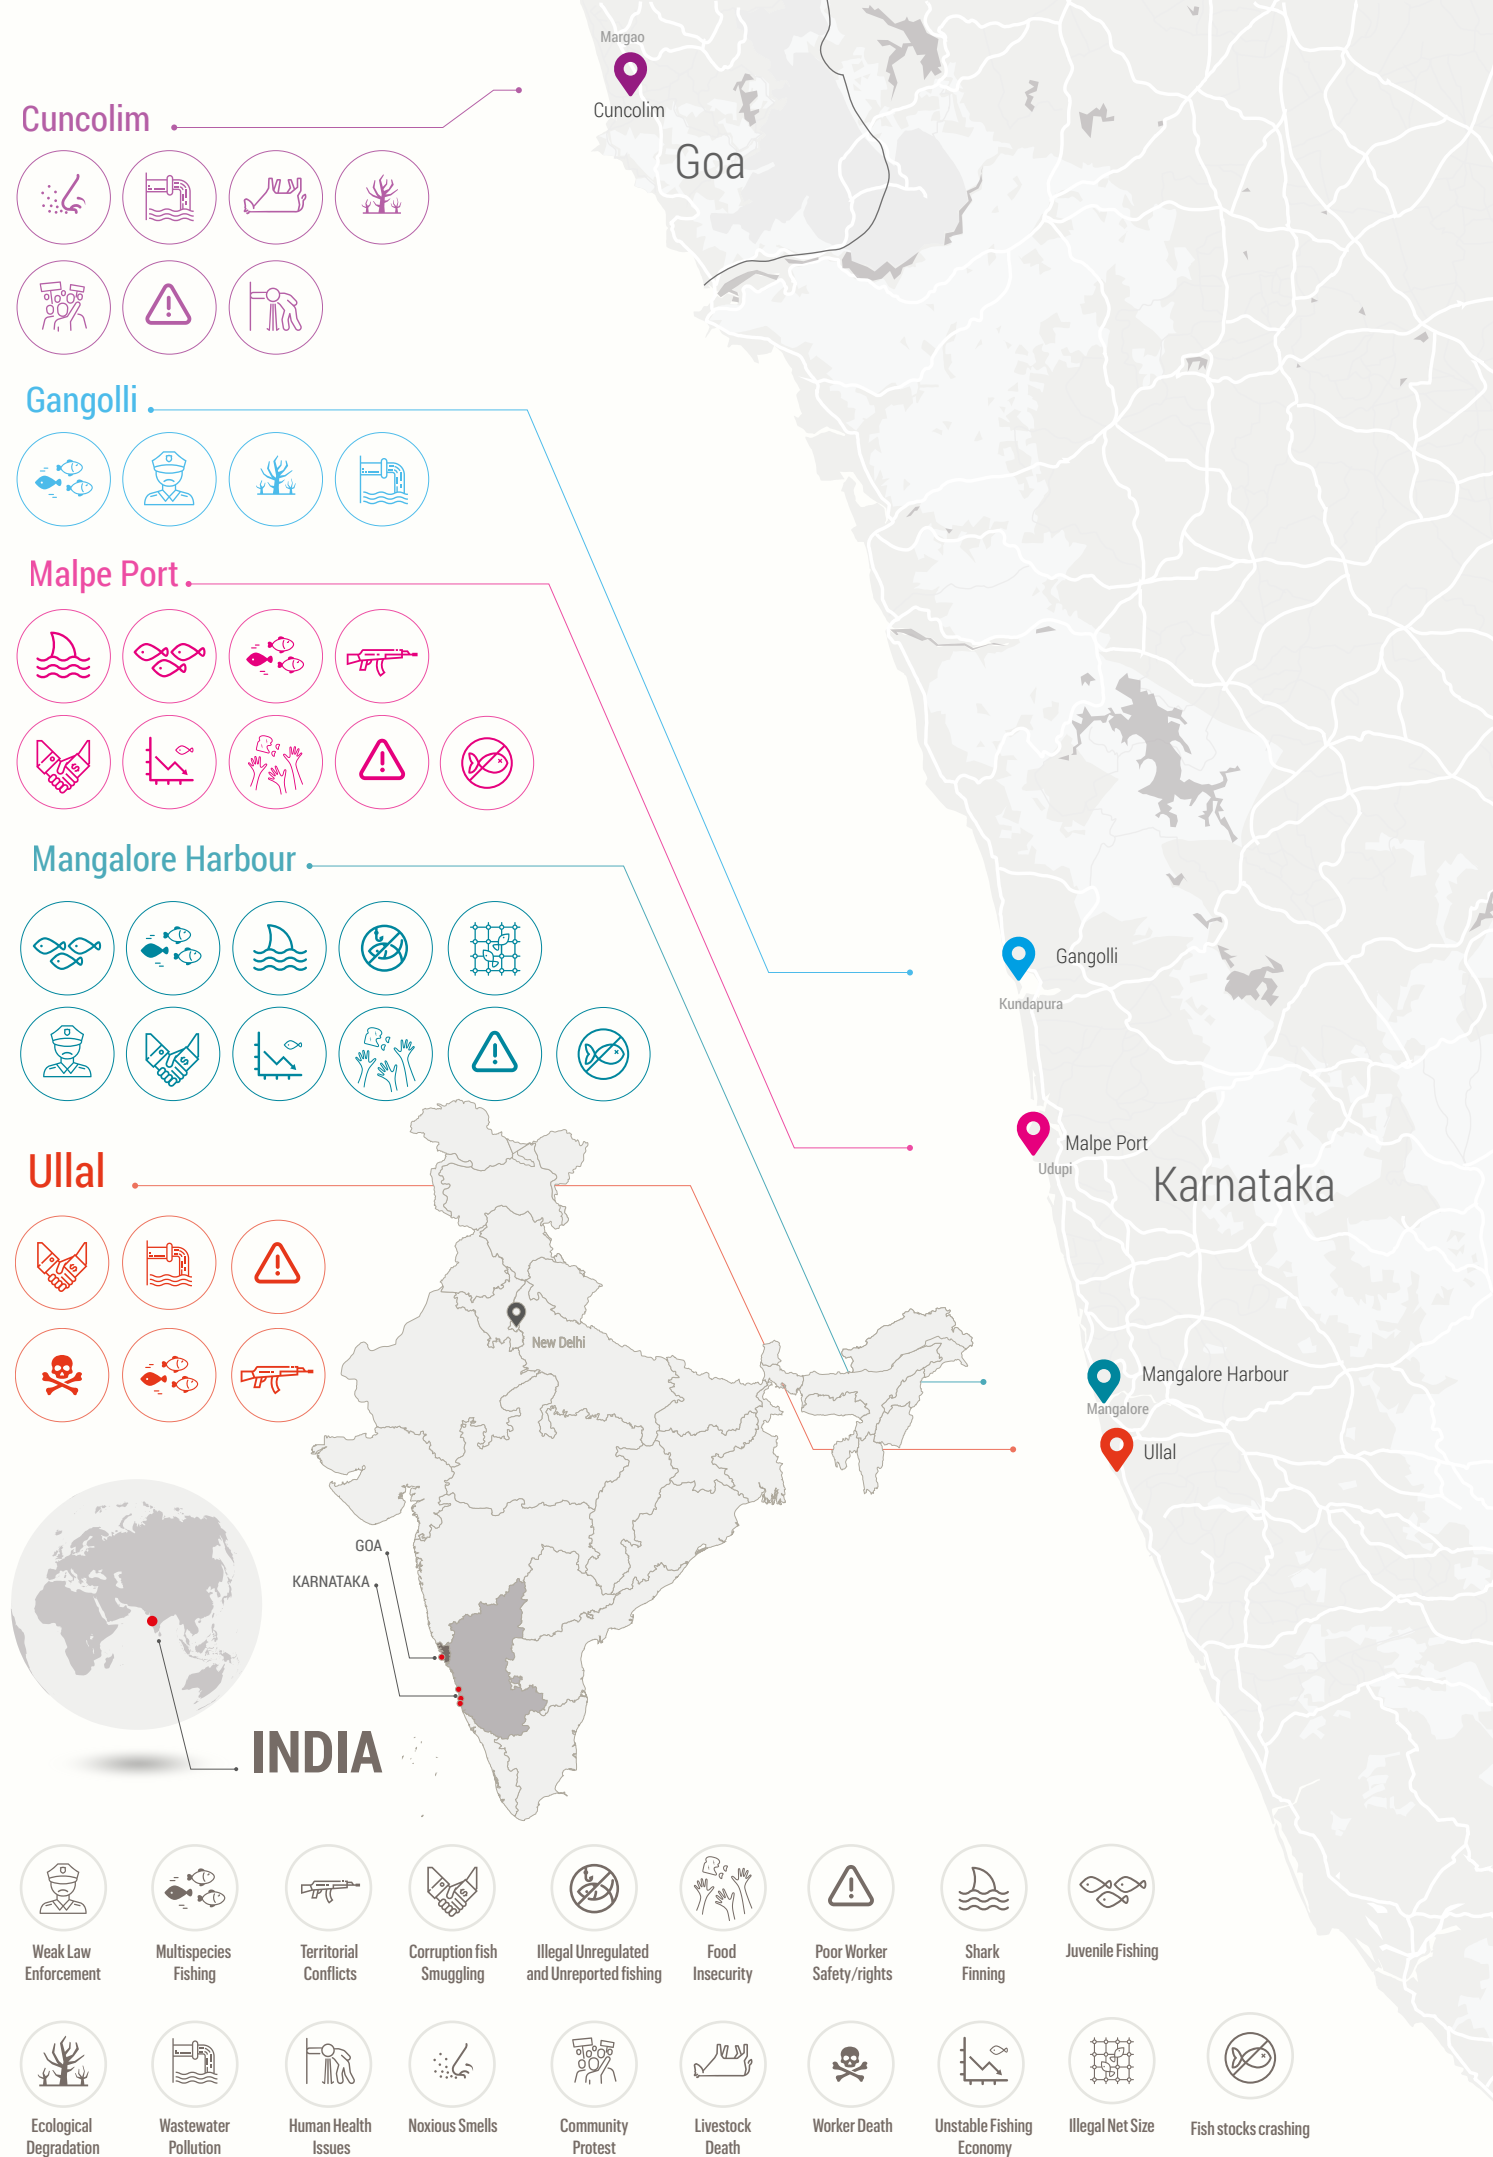 Margao
Cuncolim
Goa
Cuncolim
Gangolli
Malpe Port
Mangalore Harbour
Gangolli
Kundapura
Malpe Port
Udupi
Karnataka
Ullal
New Delhi
Mangalore Harbour
Mangalore
Ullal
GOA
KARNATAKA
INDIA
Weak Law
Enforcement
Multispecies
Fishing
Territorial
Conflicts
Corruption fish
Smuggling
Illegal Unregulated
and Unreported fishing
Food
Insecurity
Poor Worker
Safety/rights
Shark
Finning
Juvenile Fishing
Ecological
Degradation
Wastewater
Pollution
Human Health
Issues
Noxious Smells
Community
Protest
Livestock
Death
Worker Death
Unstable Fishing
Economy
Illegal Net Size
Fish stocks crashing